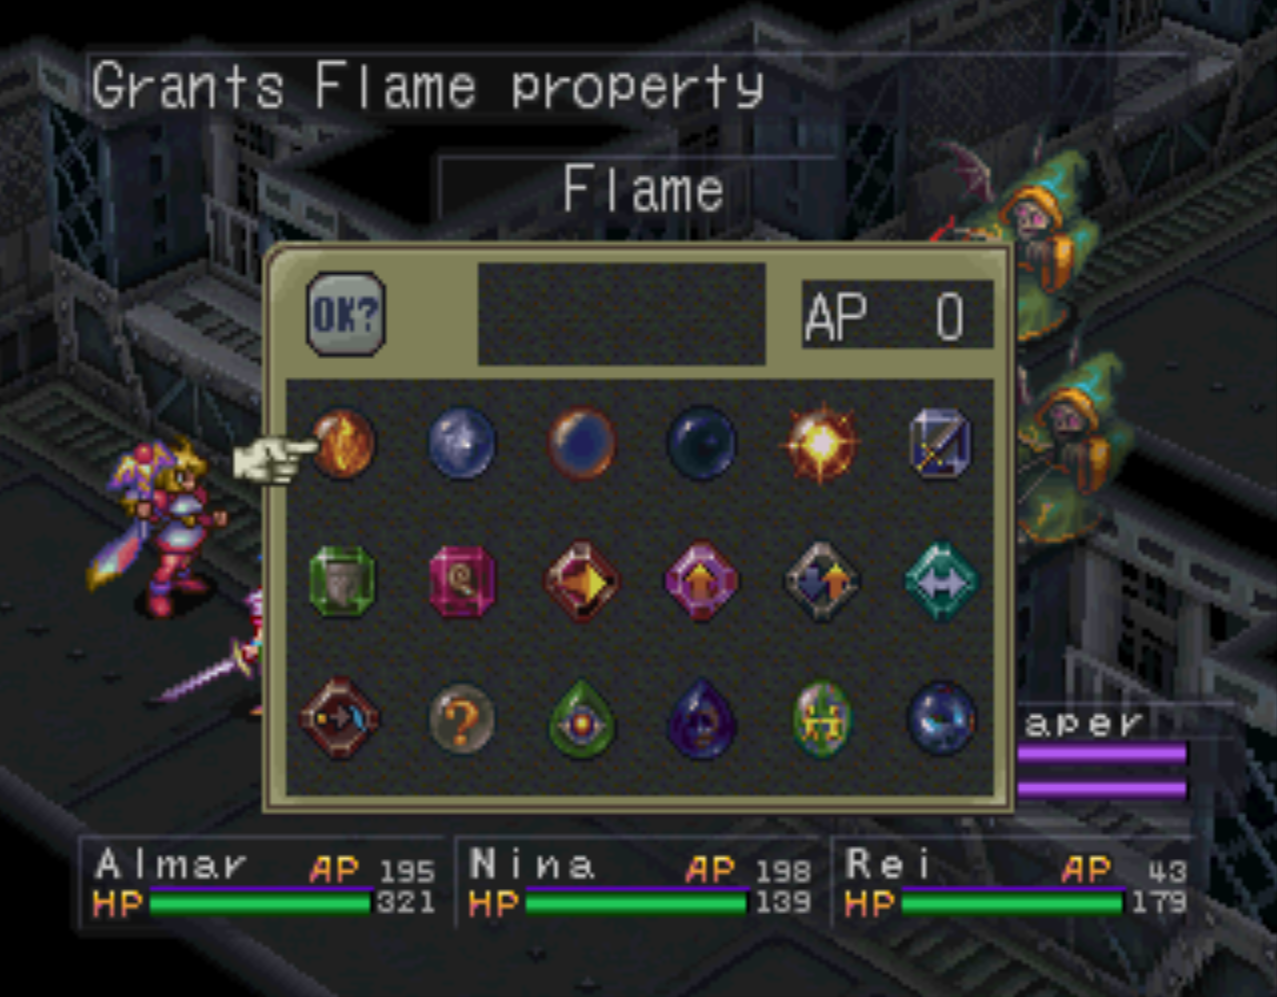 Grants Flame property
Flame
OK?
AP 0
?
aper
Almar AP 195
HP 321
Nina AP 198
HP 139
Rei AP 43
HP 179